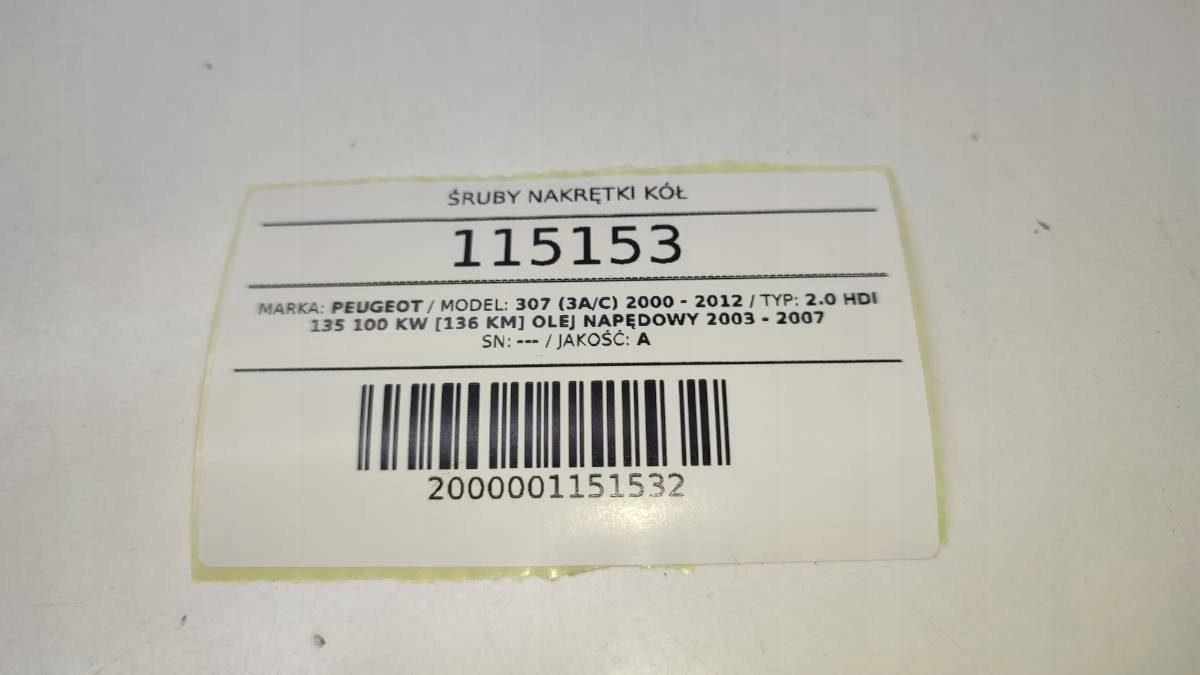 ŚRUBY NAKRĘTKI KÓŁ
115153
MARKA: PEUGEOT / MODEL: 307 (3A/C) 2000 - 2012 / TYP: 2.0 HDI
135 100 KW [136 KM] OLEJ NAPĘDOWY 2003 - 2007
SN: --- / JAKOŚĆ: A
2000001151532